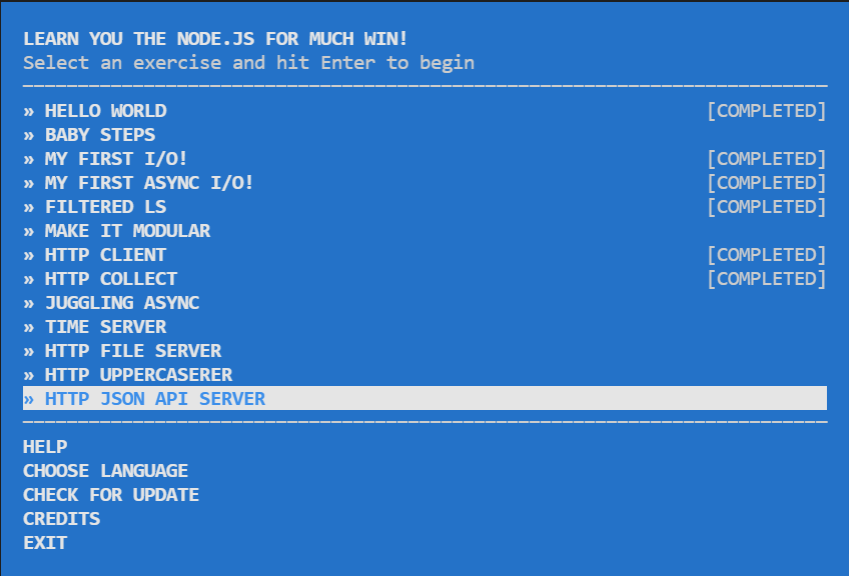 LEARN YOU THE NODE.JS FOR MUCH WIN!
Select an exercise and hit Enter to begin
» HELLO WORLD [COMPLETED]
» BABY STEPS
» MY FIRST I/O! [COMPLETED]
» MY FIRST ASYNC I/O! [COMPLETED]
» FILTERED LS [COMPLETED]
» MAKE IT MODULAR
» HTTP CLIENT [COMPLETED]
» HTTP COLLECT [COMPLETED]
» JUGGLING ASYNC
» TIME SERVER
» HTTP FILE SERVER
» HTTP UPPERCASERER
» HTTP JSON API SERVER
HELP
CHOOSE LANGUAGE
CHECK FOR UPDATE
CREDITS
EXIT